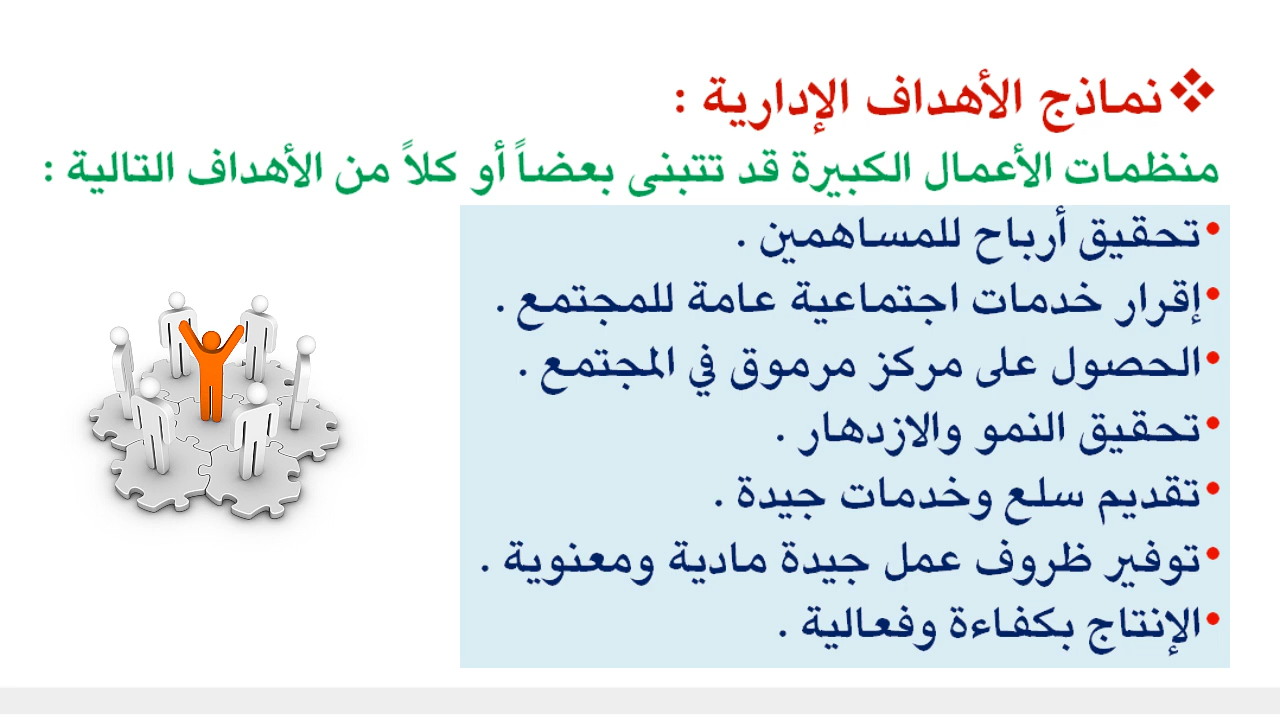 ❖نماذج الأهداف الإدارية :
منظمات الأعمال الكبيرة قد تتبنى بعضاً أو كلاً من الأهداف التالية :
•تحقيق أرباح للمساهمين .
•إقرار خدمات اجتماعية عامة للمجتمع .
•الحصول على مركز مرموق في المجتمع .
•تحقيق النمو والازدهار .
•تقديم سلع وخدمات جيدة .
•توفير ظروف عمل جيدة مادية ومعنوية .
•الإنتاج بكفاءة وفعالية .